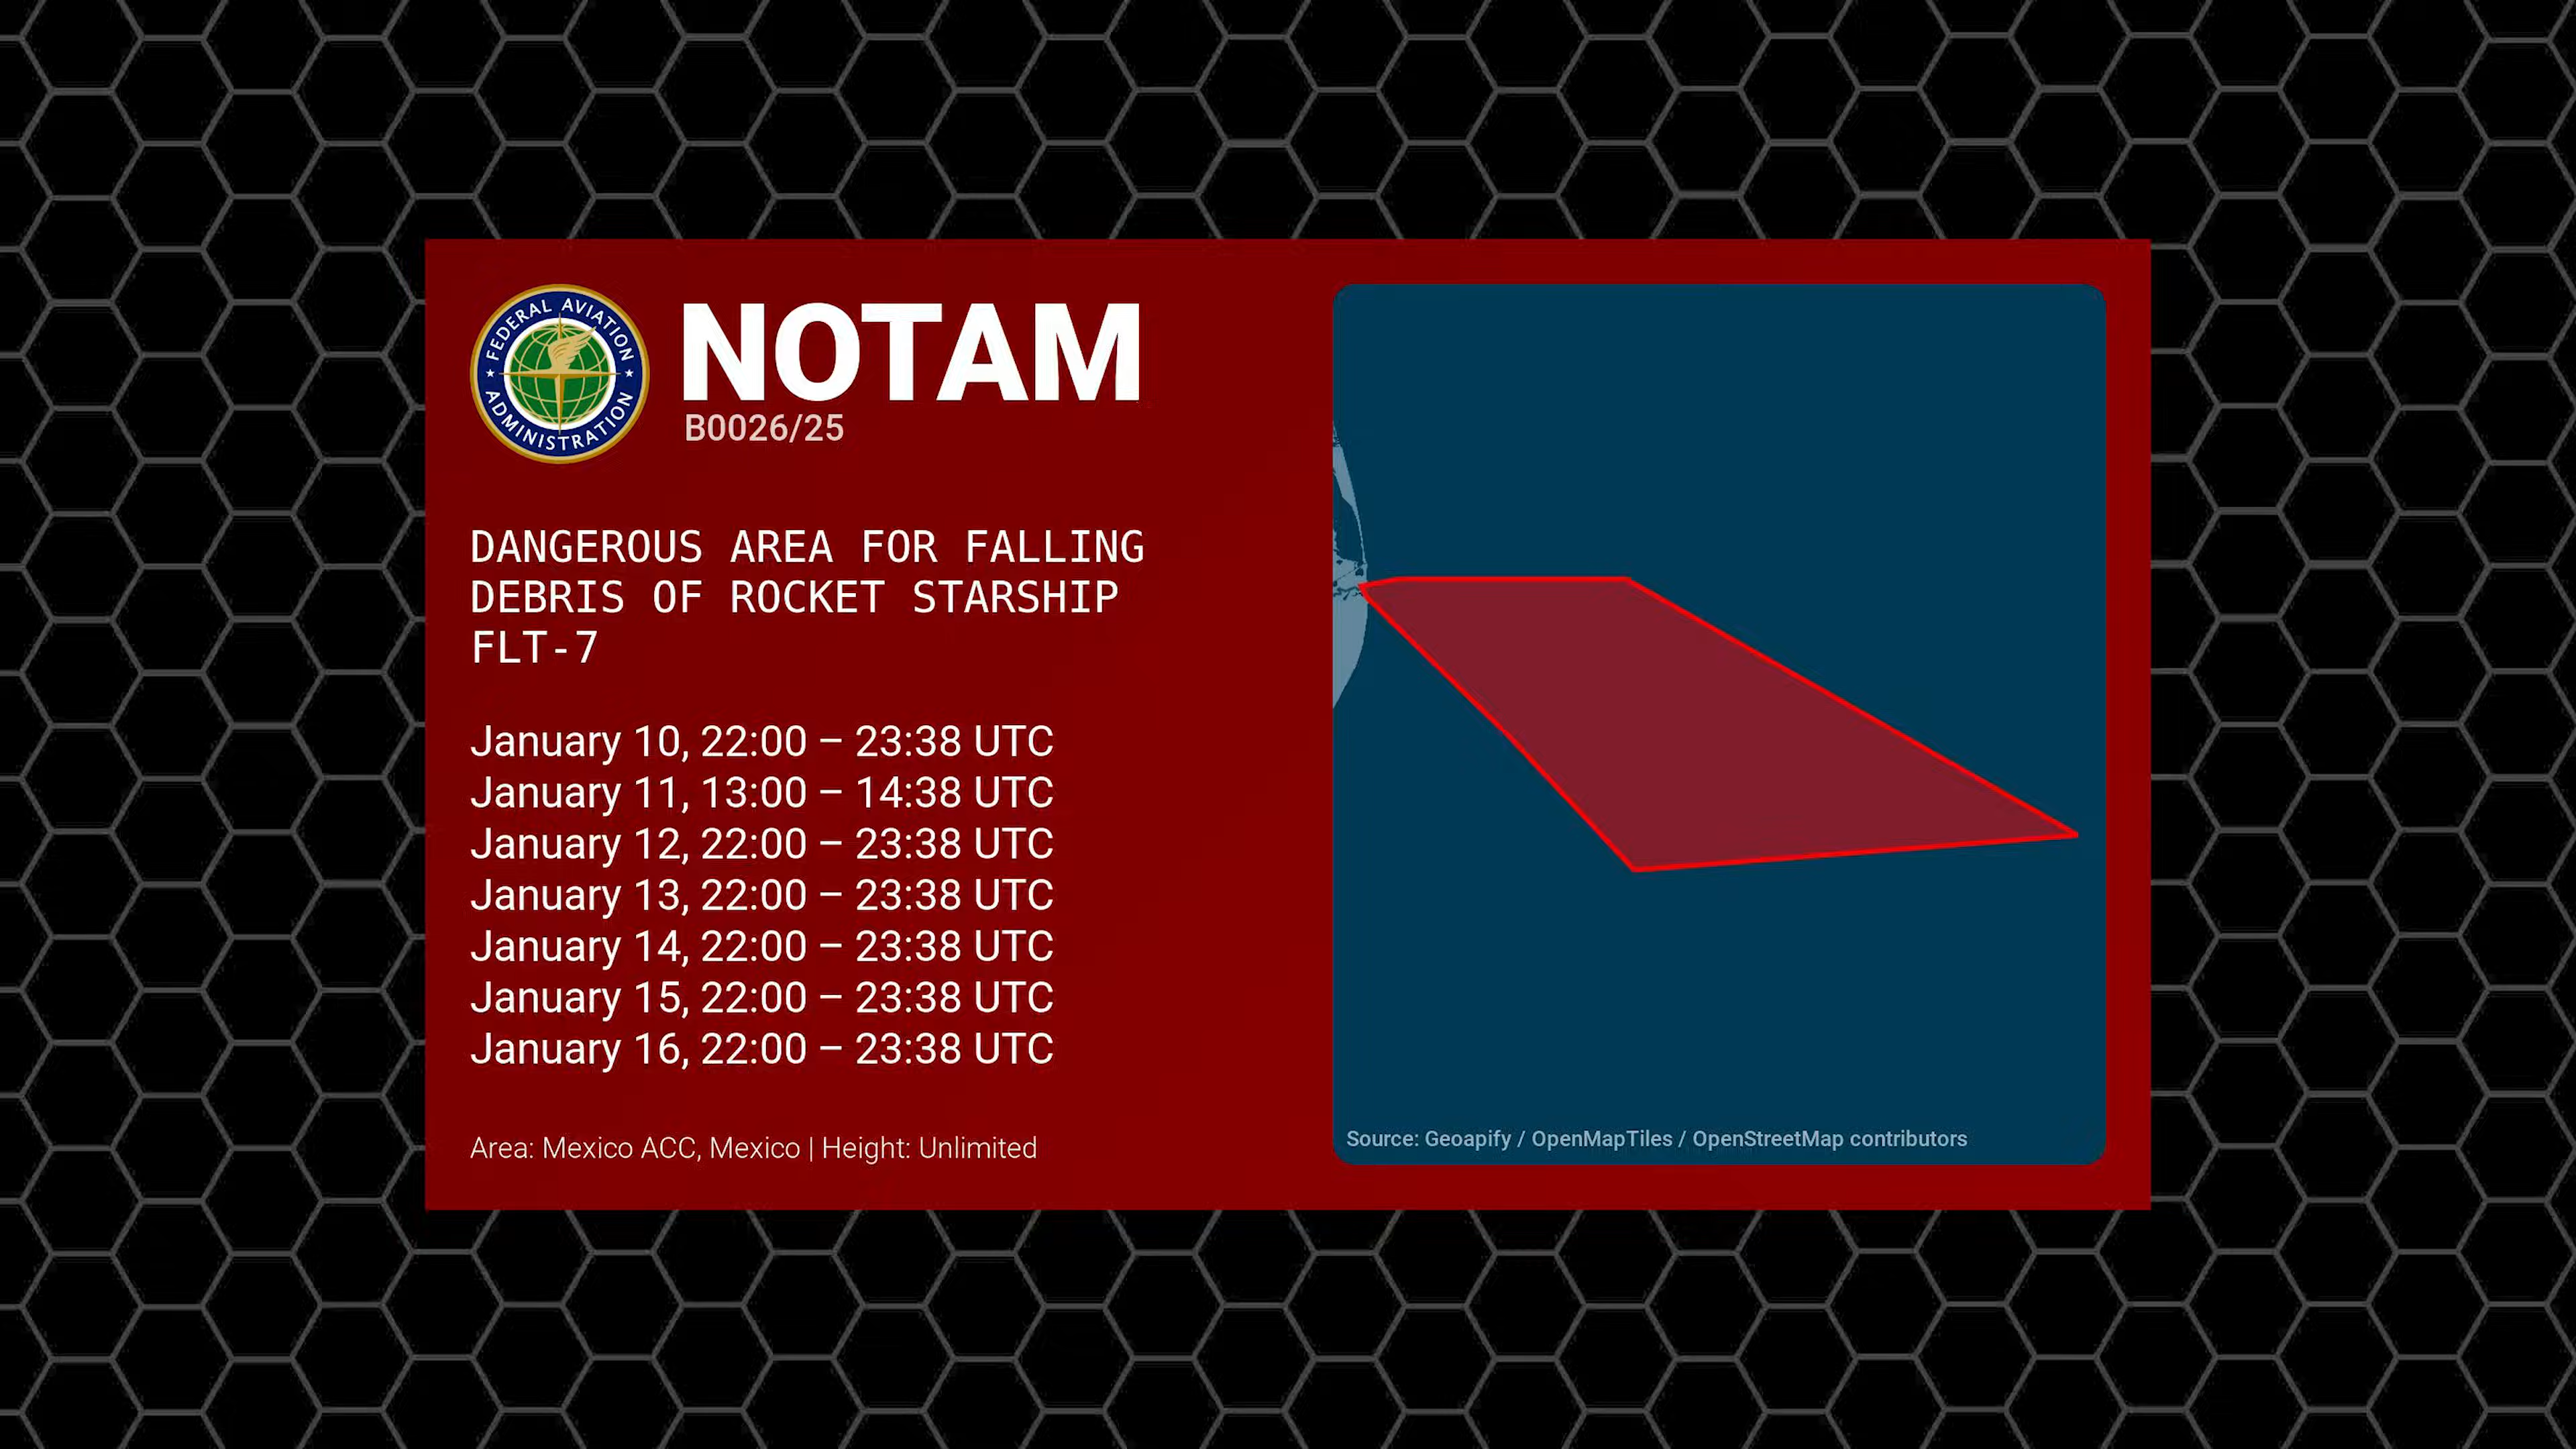 FEDERAL AVIATION
ADMINISTRATION
NOTAM
B0026/25
DANGEROUS AREA FOR FALLING
DEBRIS OF ROCKET STARSHIP
FLT-7
January 10, 22:00 – 23:38 UTC
January 11, 13:00 – 14:38 UTC
January 12, 22:00 – 23:38 UTC
January 13, 22:00 – 23:38 UTC
January 14, 22:00 – 23:38 UTC
January 15, 22:00 – 23:38 UTC
January 16, 22:00 – 23:38 UTC
Area: Mexico ACC, Mexico | Height: Unlimited
Source: Geoapify / OpenMapTiles / OpenStreetMap contributors